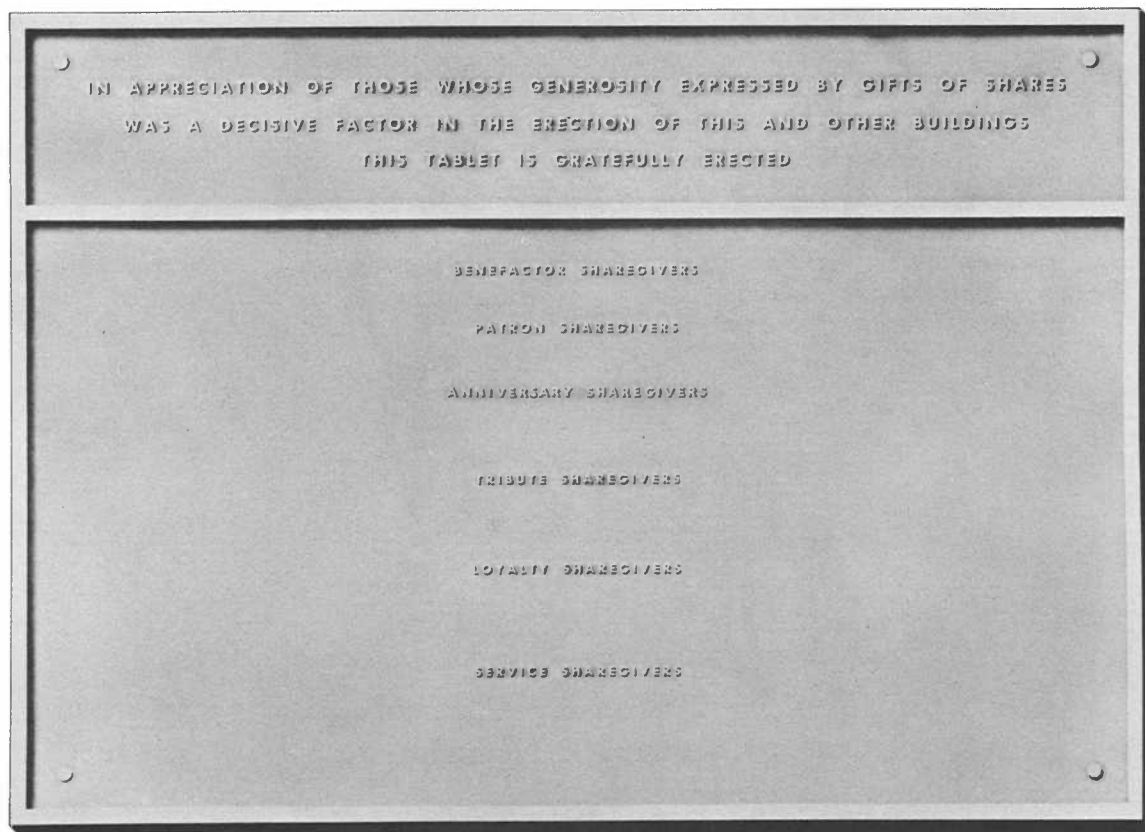 IN APPRECIATION OF THOSE WHOSE GENEROSITY EXPRESSED BY GIFTS OF SHARES
WAS A DECISIVE FACTOR IN THE ERECTION OF THIS AND OTHER BUILDINGS
THIS TABLET IS GRATEFULLY ERECTED
BENEFACTOR SHAREGIVERS
PATRON SHAREGIVERS
ANNIVERSARY SHAREGIVERS
TRIBUTE SHAREGIVERS
LOYALTY SHAREGIVERS
SERVICE SHAREGIVERS